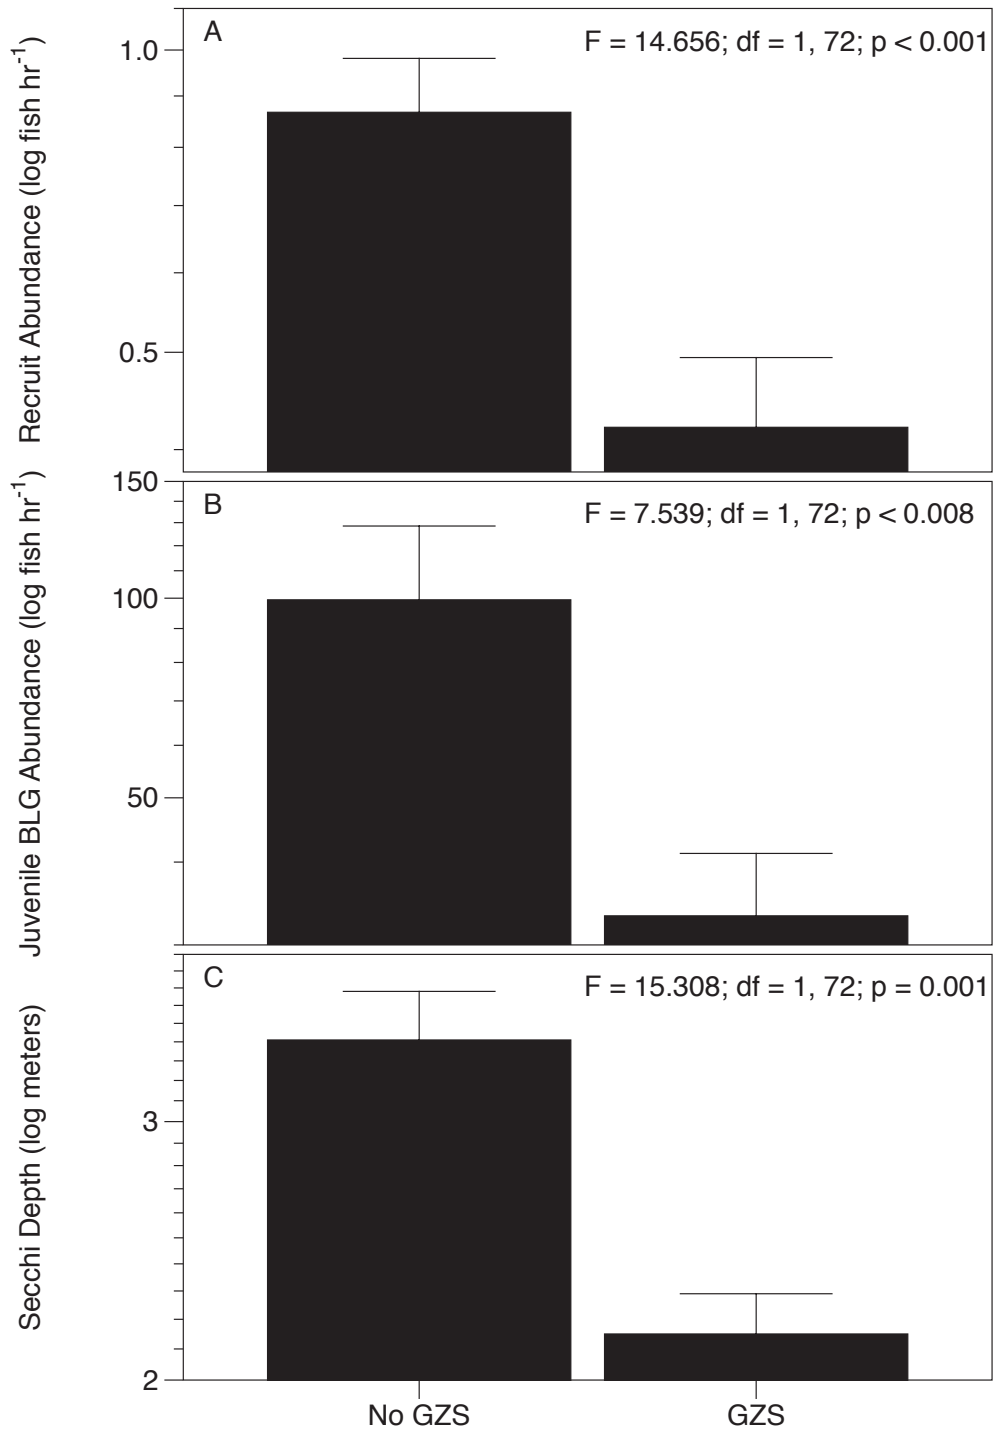 A
F = 14.656; df = 1, 72; p < 0.001
1.0
0.5
Recruit Abundance (log fish hr⁻¹)
B
F = 7.539; df = 1, 72; p < 0.008
150
100
50
Juvenile BLG Abundance (log fish hr⁻¹)
C
F = 15.308; df = 1, 72; p = 0.001
3
2
Secchi Depth (log meters)
No GZS
GZS